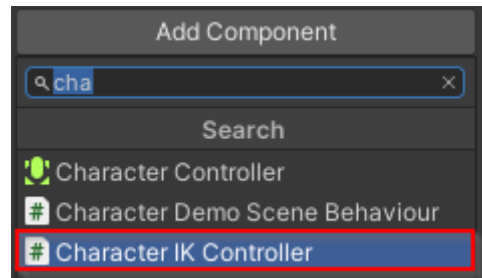 Add Component
cha
Search
Character Controller
# Character Demo Scene Behaviour
# Character IK Controller